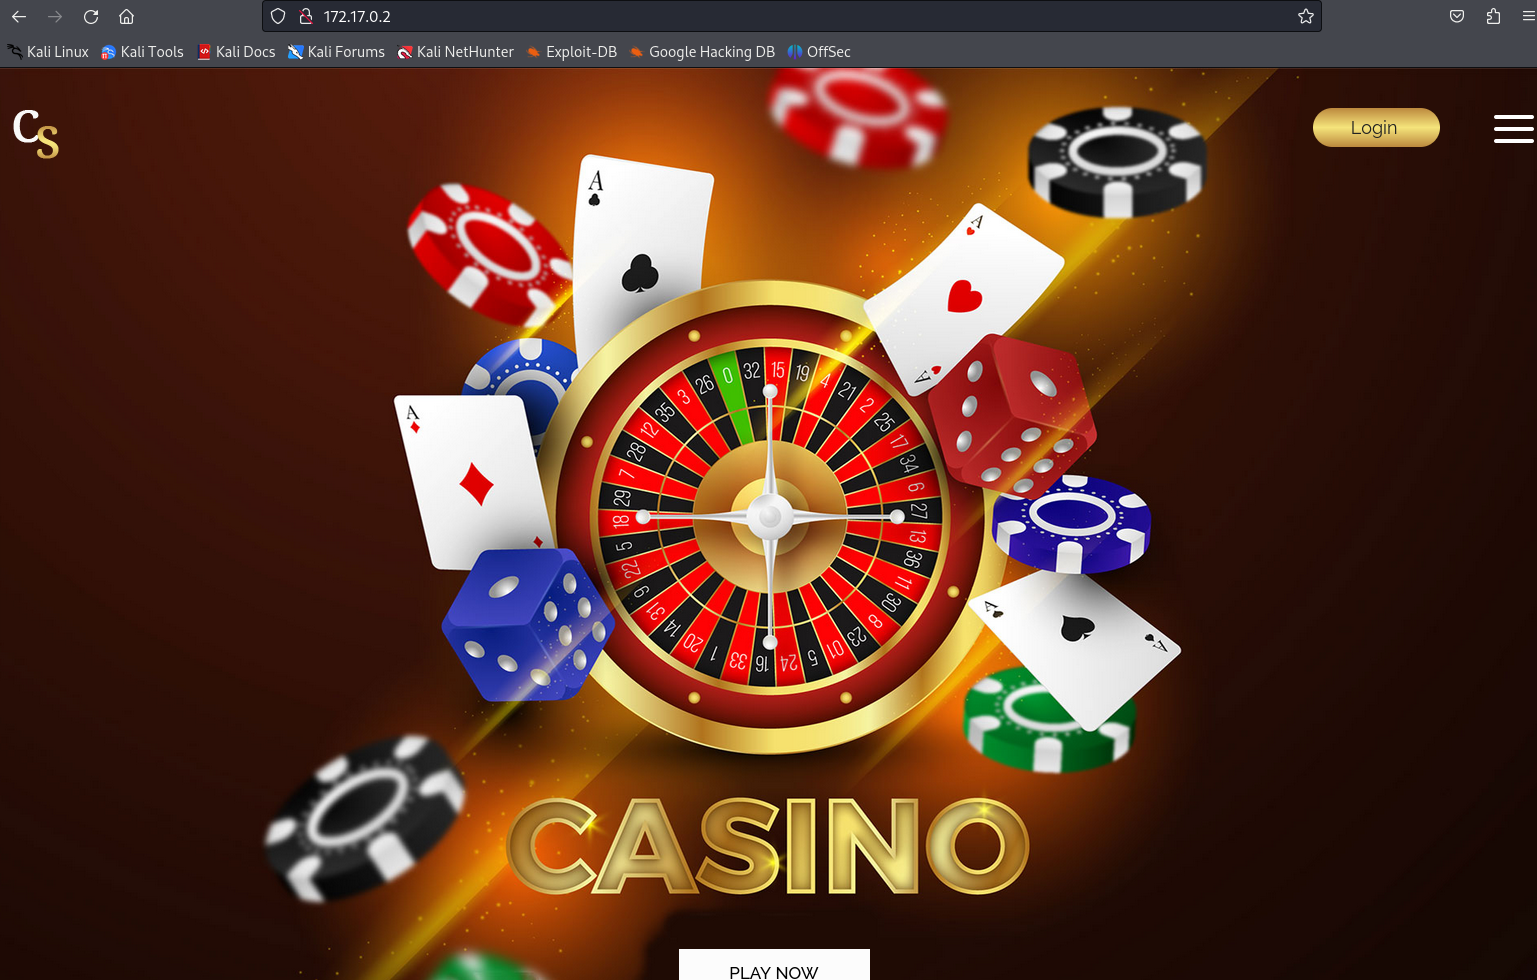 172.17.0.2
Kali Linux Kali Tools Kali Docs Kali Forums Kali NetHunter Exploit-DB Google Hacking DB OffSec
CS
Login
A
A
A
A
A
A
A
0 32 15 19 4 21 2 25 17 34 6 27 13 36 11 30 8 23 10 5 24 16 33 1 20 14 31 9 22 5 18 29 7 28 12 35 3 26
CASINO
PLAY NOW